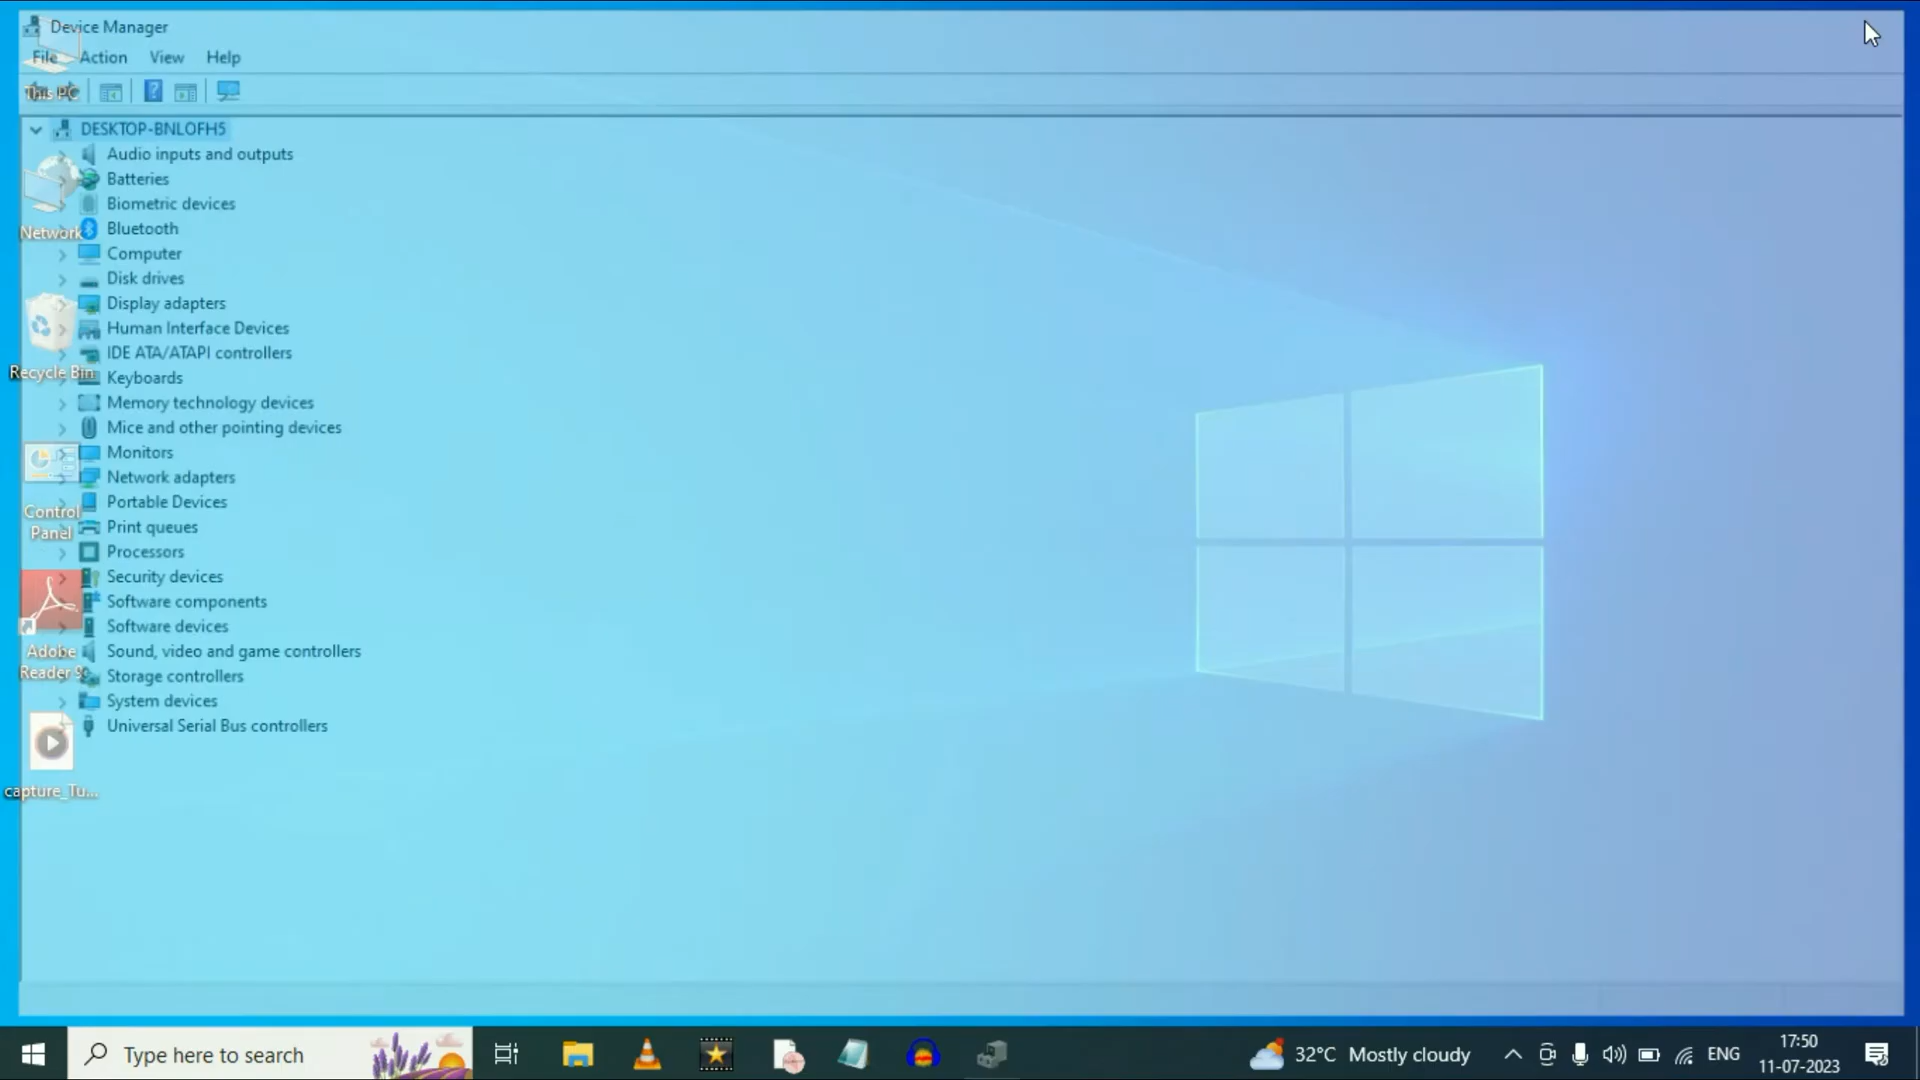 Device Manager
File Action View Help
This PC
DESKTOP-BNLOFH5
Audio inputs and outputs
Batteries
Biometric devices
Bluetooth
Network
Computer
Disk drives
Display adapters
Human Interface Devices
IDE ATA/ATAPI controllers
Recycle Bin
Keyboards
Memory technology devices
Mice and other pointing devices
Monitors
Network adapters
Portable Devices
Control
Panel
Print queues
Processors
Security devices
Software components
Software devices
Sound, video and game controllers
Adobe
Reader 9
Storage controllers
System devices
Universal Serial Bus controllers
capture_Tu...
Type here to search
32°C Mostly cloudy
ENG
17:50
11-07-2023